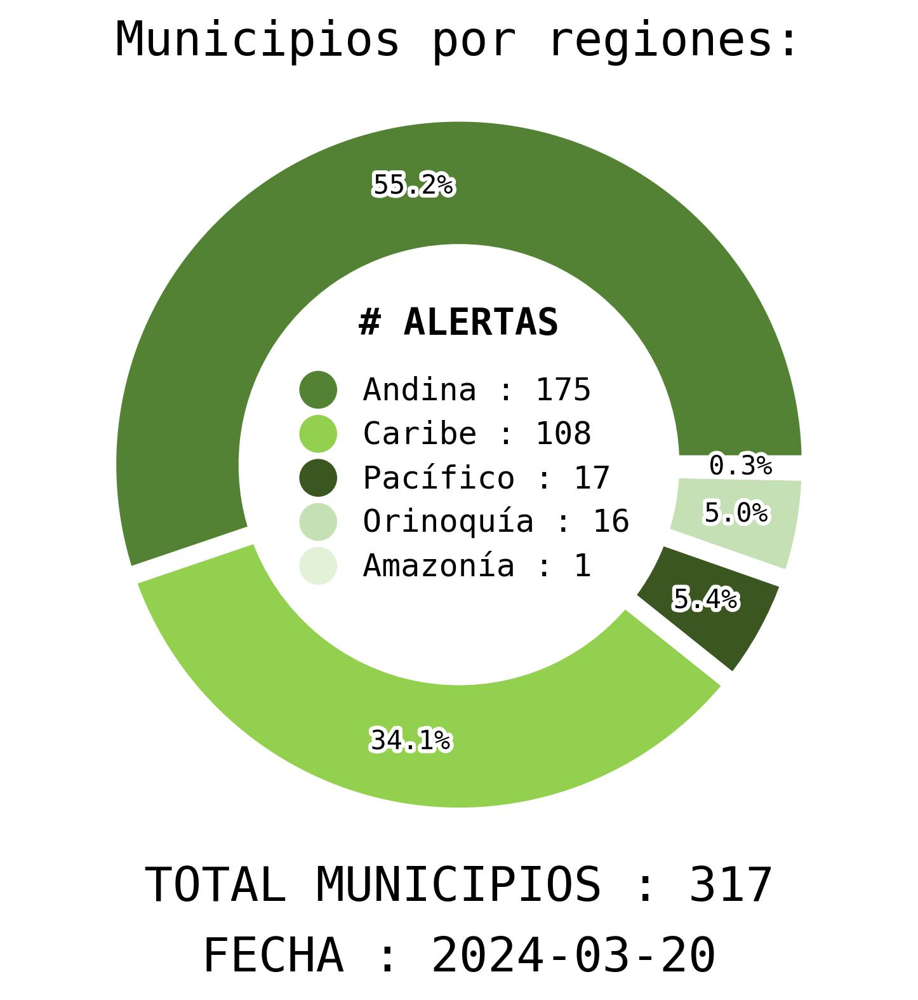 Municipios por regiones:
55.2%
# ALERTAS
Andina : 175
Caribe : 108
Pacífico : 17
Orinoquía : 16
Amazonía : 1
0.3%
5.0%
5.4%
34.1%
TOTAL MUNICIPIOS : 317
FECHA : 2024-03-20